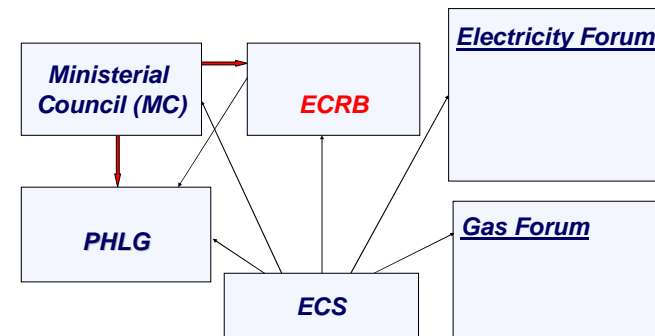 Ministerial
Council (MC)
ECRB
Electricity Forum
PHLG
Gas Forum
ECS